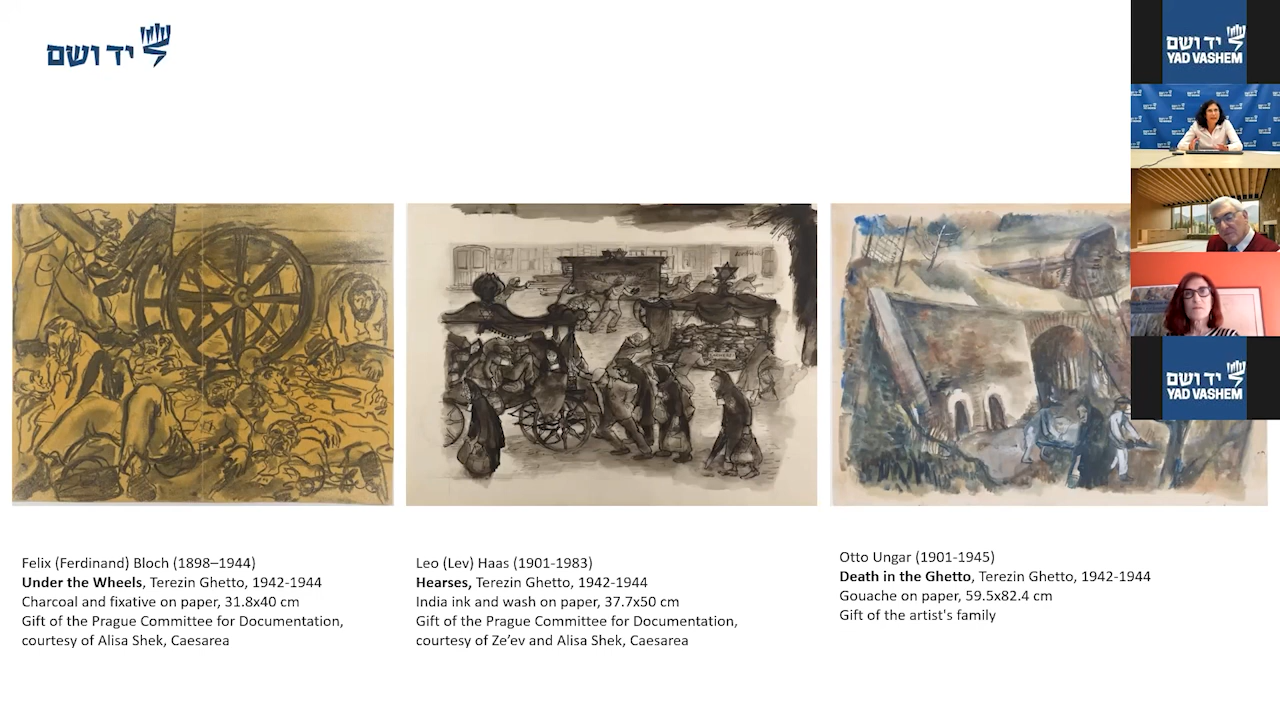 יד ושם
Felix (Ferdinand) Bloch (1898–1944)
Under the Wheels, Terezin Ghetto, 1942-1944
Charcoal and fixative on paper, 31.8x40 cm
Gift of the Prague Committee for Documentation,
courtesy of Alisa Shek, Caesarea
Leo (Lev) Haas (1901-1983)
Hearses, Terezin Ghetto, 1942-1944
India ink and wash on paper, 37.7x50 cm
Gift of the Prague Committee for Documentation,
courtesy of Ze’ev and Alisa Shek, Caesarea
Otto Ungar (1901-1945)
Death in the Ghetto, Terezin Ghetto, 1942-1944
Gouache on paper, 59.5x82.4 cm
Gift of the artist's family
יד ושם
YAD VASHEM
יד ושם
YAD VASHEM